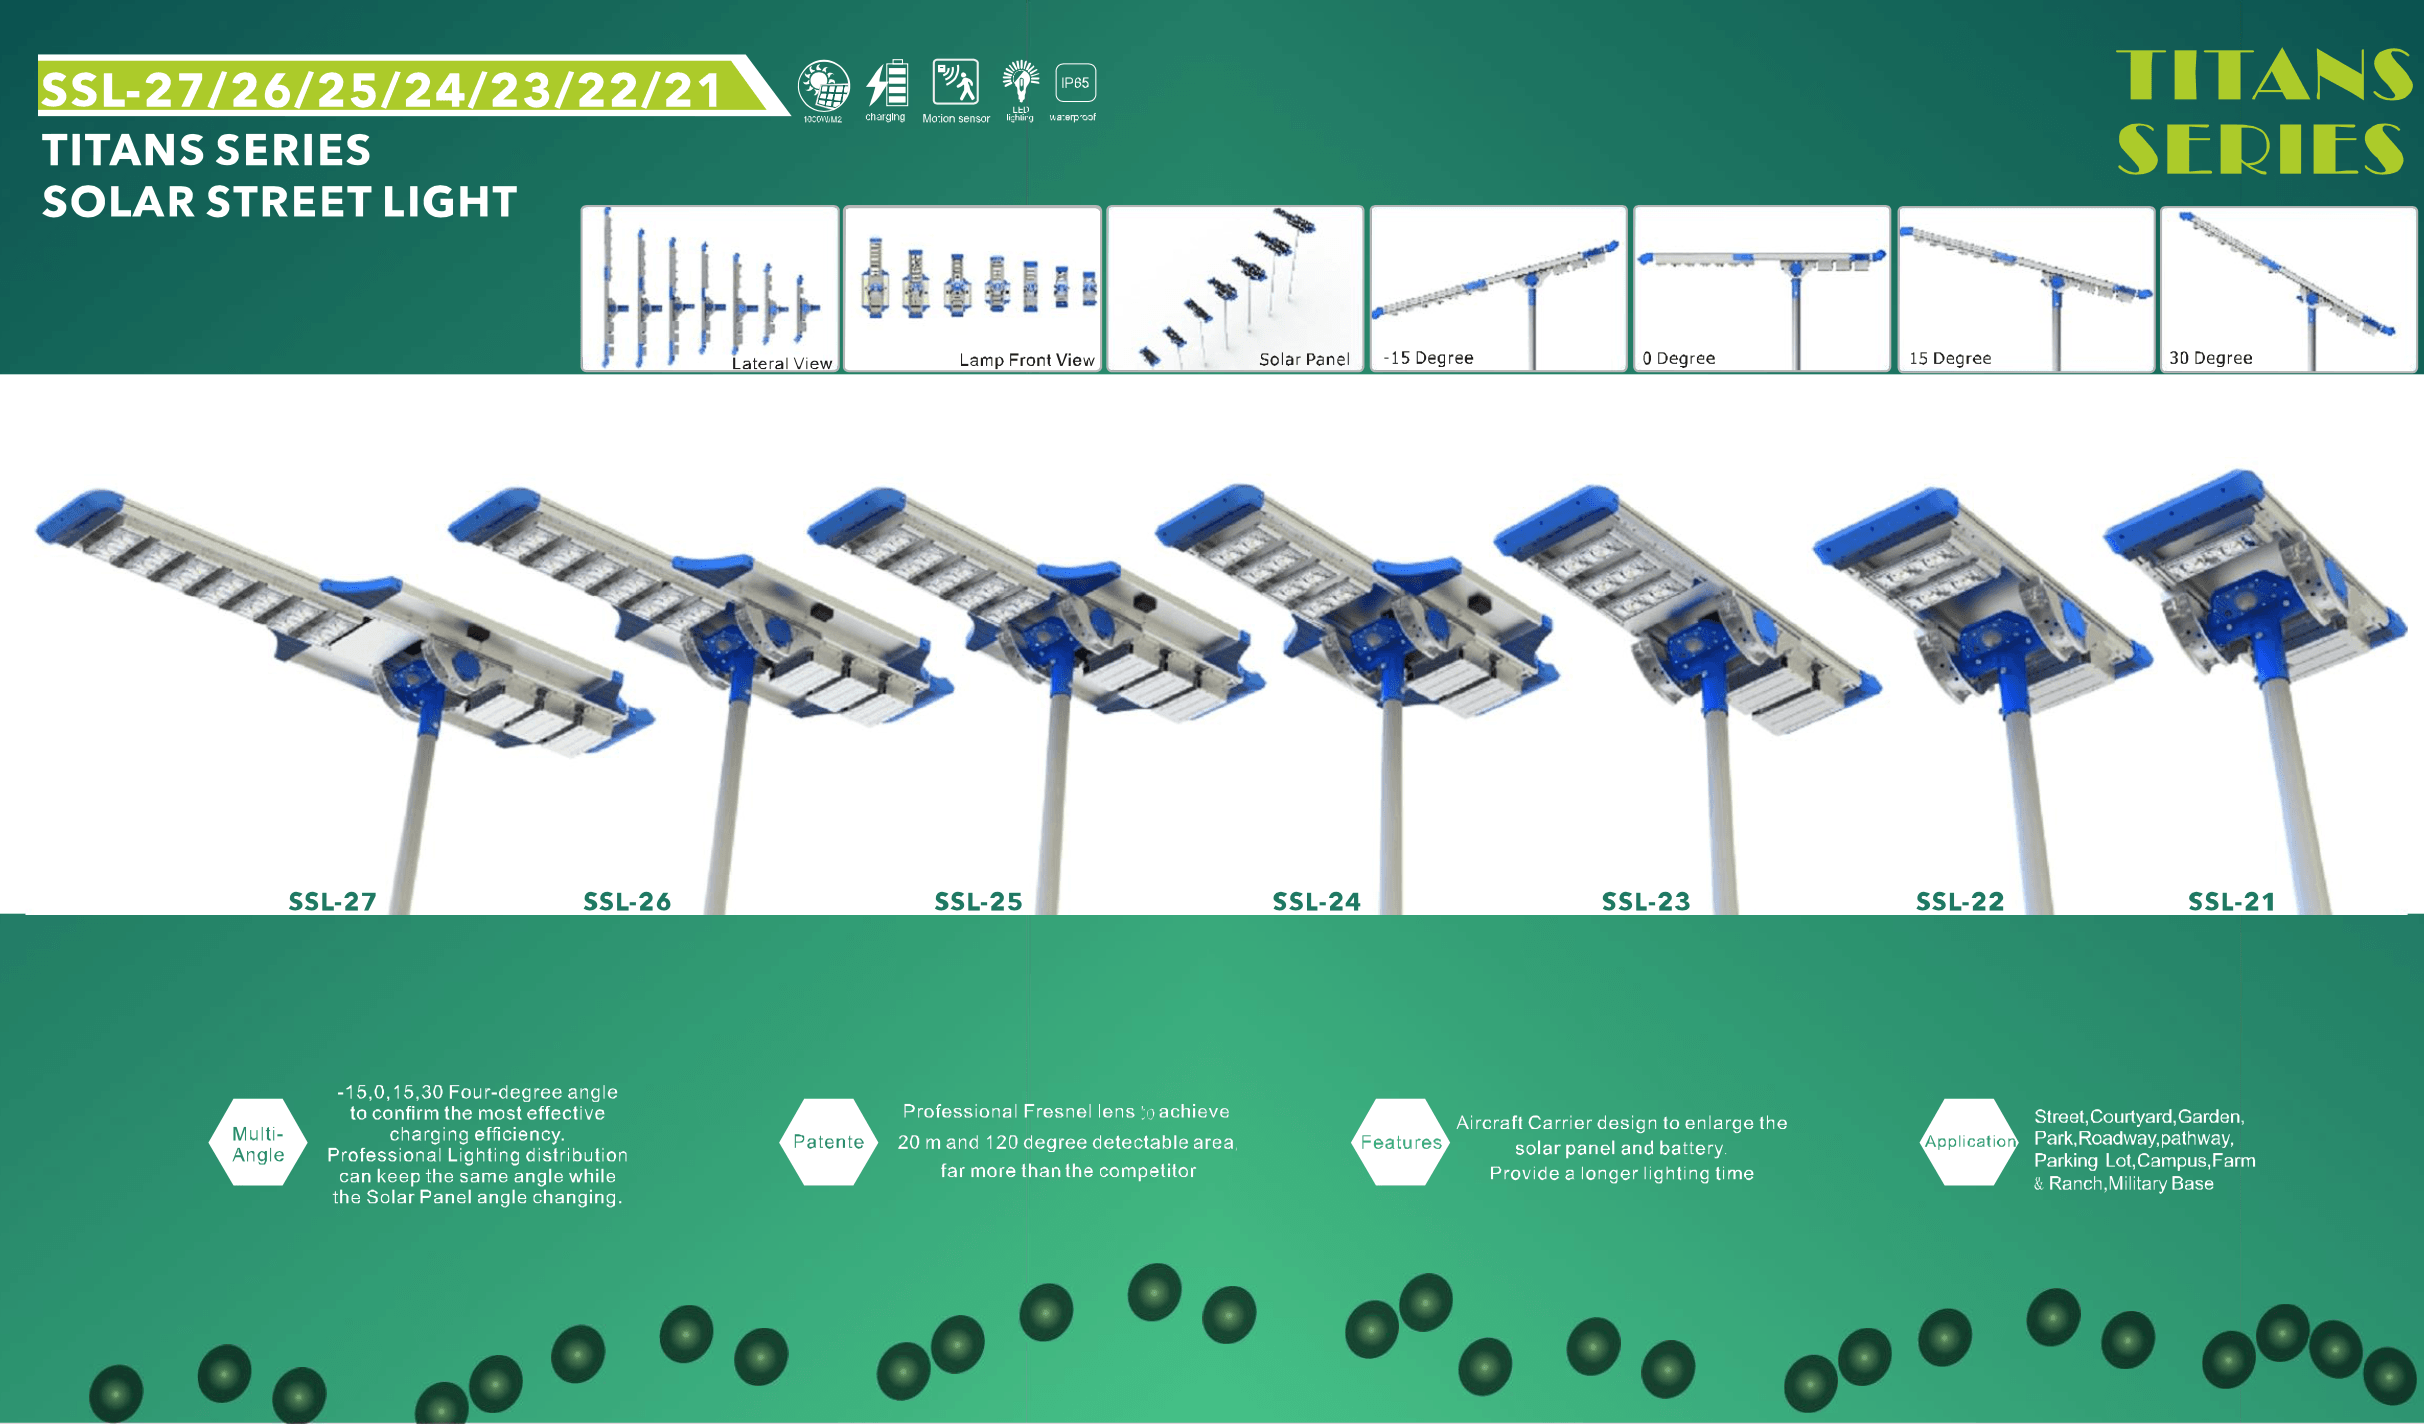 SSL-27/26/25/24/23/22/21
TITANS SERIES
SOLAR STREET LIGHT
1000W/M2
charging
Motion sensor
LED
lighting
IP65
waterproof
TITANS
SERIES
Lateral View
Lamp Front View
Solar Panel
-15 Degree
0 Degree
15 Degree
30 Degree
SSL-27
SSL-26
SSL-25
SSL-24
SSL-23
SSL-22
SSL-21
Multi-
Angle
-15,0,15,30 Four-degree angle
to confirm the most effective
charging efficiency.
Professional Lighting distribution
can keep the same angle while
the Solar Panel angle changing.
Patente
Professional Fresnel lens to achieve
20 m and 120 degree detectable area,
far more than the competitor
Features
Aircraft Carrier design to enlarge the
solar panel and battery.
Provide a longer lighting time
Application
Street,Courtyard,Garden,
Park,Roadway,pathway,
Parking Lot,Campus,Farm
& Ranch,Military Base